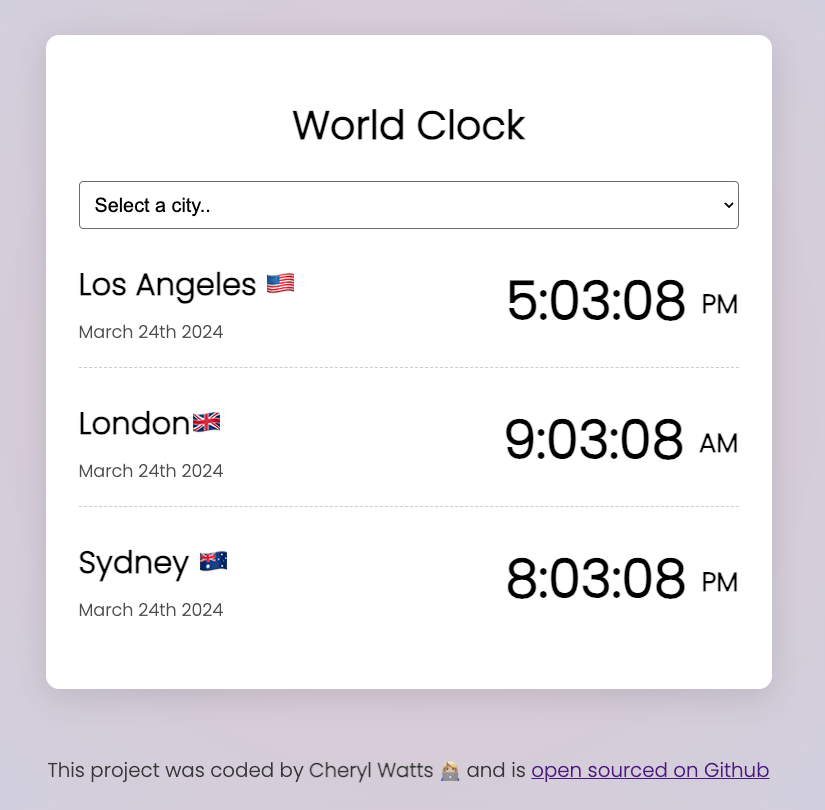 World Clock
Select a city..
Los Angeles 🇺🇸
5:03:08 PM
March 24th 2024
London🇬🇧
9:03:08 AM
March 24th 2024
Sydney 🇦🇺
8:03:08 PM
March 24th 2024
This project was coded by Cheryl Watts 👩🏼‍💻 and is open sourced on Github